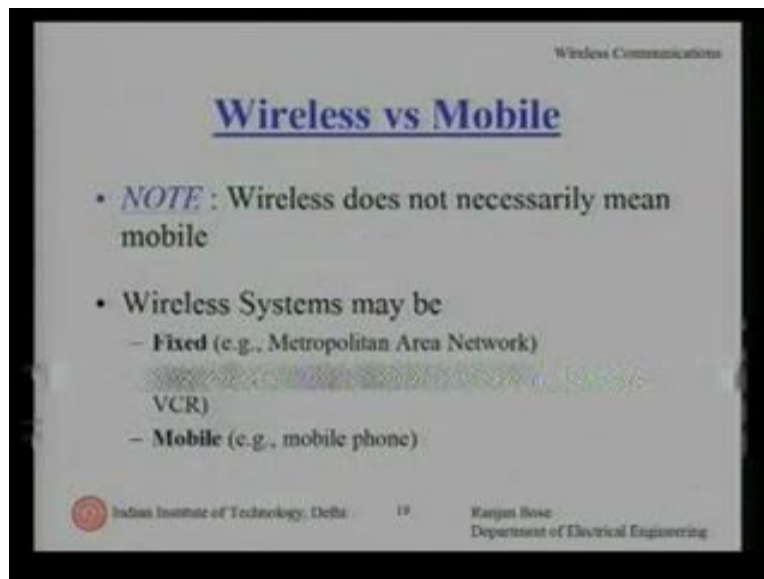 Wireless Communications
Wireless vs Mobile
• NOTE : Wireless does not necessarily mean
mobile
• Wireless Systems may be
– Fixed (e.g., Metropolitan Area Network)
VCR)
– Mobile (e.g., mobile phone)
Indian Institute of Technology, Delhi 19 Ranjan Bose
Department of Electrical Engineering